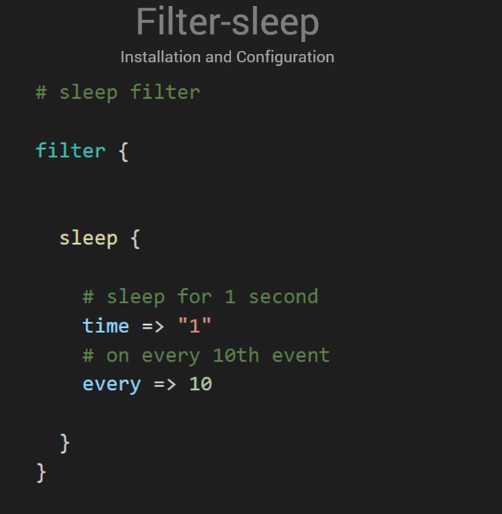 Filter-sleep
Installation and Configuration
# sleep filter
filter {
sleep {
# sleep for 1 second
time => "1"
# on every 10th event
every => 10
}
}